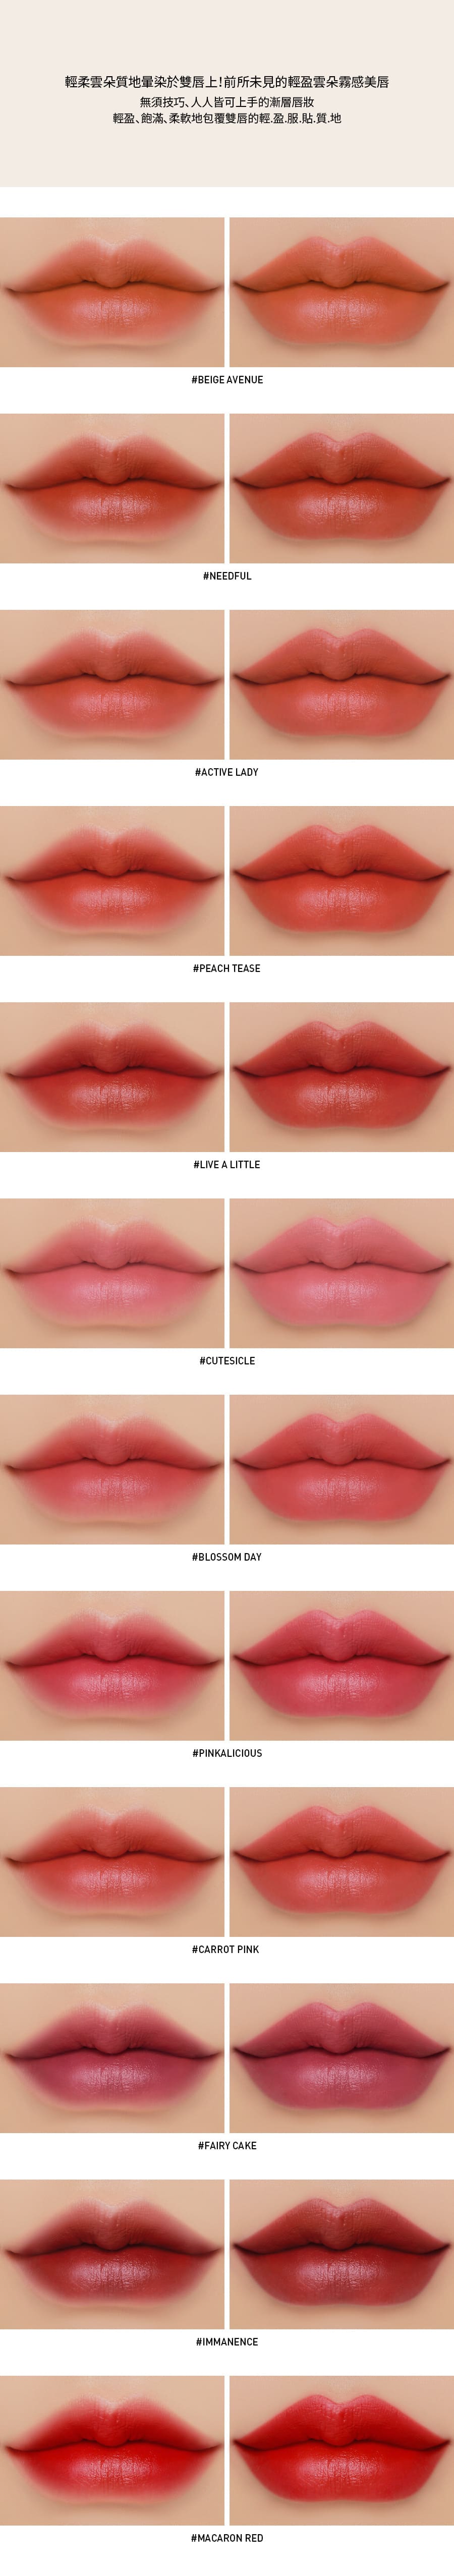 輕柔雲朵質地暈染於雙唇上!前所未見的輕盈雲朵霧感美唇
無須技巧、人人皆可上手的漸層唇妝
輕盈、飽滿、柔軟地包覆雙唇的輕.盈.服.貼.質.地
#BEIGE AVENUE
#NEEDFUL
#ACTIVE LADY
#PEACH TEASE
#LIVE A LITTLE
#CUTESICLE
#BLOSSOM DAY
#PINKALICIOUS
#CARROT PINK
#FAIRY CAKE
#IMMANENCE
#MACARON RED